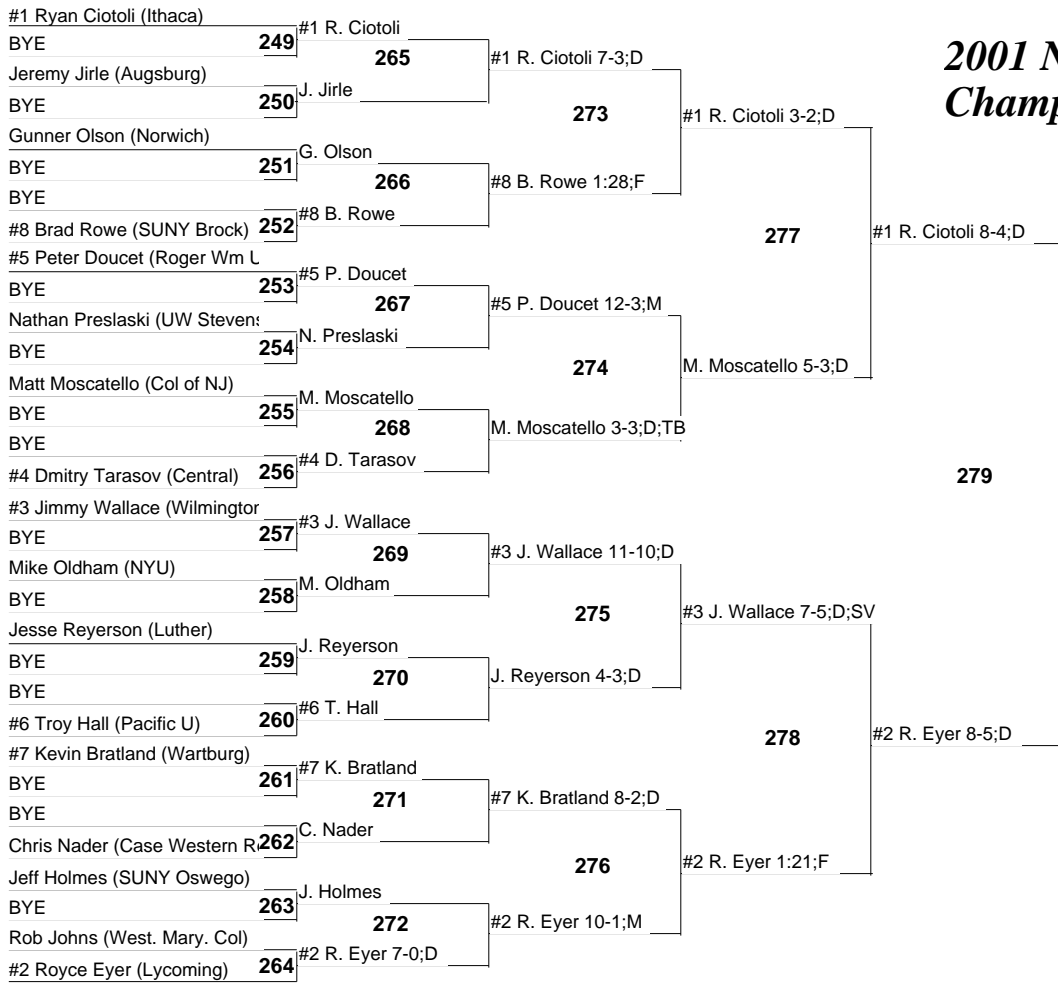 #1 Ryan Ciotoli (Ithaca)
BYE
249
Jeremy Jirle (Augsburg)
BYE
250
Gunner Olson (Norwich)
BYE
251
BYE
#8 Brad Rowe (SUNY Brock)
252
#5 Peter Doucet (Roger Wm U
BYE
253
Nathan Preslaski (UW Stevens
BYE
254
Matt Moscatello (Col of NJ)
BYE
255
BYE
#4 Dmitry Tarasov (Central)
256
#3 Jimmy Wallace (Wilmington
BYE
257
Mike Oldham (NYU)
BYE
258
Jesse Reyerson (Luther)
BYE
259
BYE
#6 Troy Hall (Pacific U)
260
#7 Kevin Bratland (Wartburg)
BYE
261
BYE
Chris Nader (Case Western R
262
Jeff Holmes (SUNY Oswego)
BYE
263
Rob Johns (West. Mary. Col)
#2 Royce Eyer (Lycoming)
264
#1 R. Ciotoli
265
J. Jirle
G. Olson
266
#8 B. Rowe
#5 P. Doucet
267
N. Preslaski
M. Moscatello
268
#4 D. Tarasov
#3 J. Wallace
269
M. Oldham
J. Reyerson
270
#6 T. Hall
#7 K. Bratland
271
C. Nader
J. Holmes
272
#2 R. Eyer 7-0;D
#1 R. Ciotoli 7-3;D
273
#8 B. Rowe 1:28;F
#5 P. Doucet 12-3;M
274
M. Moscatello 3-3;D;TB
#3 J. Wallace 11-10;D
275
J. Reyerson 4-3;D
#7 K. Bratland 8-2;D
276
#2 R. Eyer 10-1;M
#1 R. Ciotoli 3-2;D
277
M. Moscatello 5-3;D
#3 J. Wallace 7-5;D;SV
278
#2 R. Eyer 1:21;F
#1 R. Ciotoli 8-4;D
279
#2 R. Eyer 8-5;D
2001 N
Champ